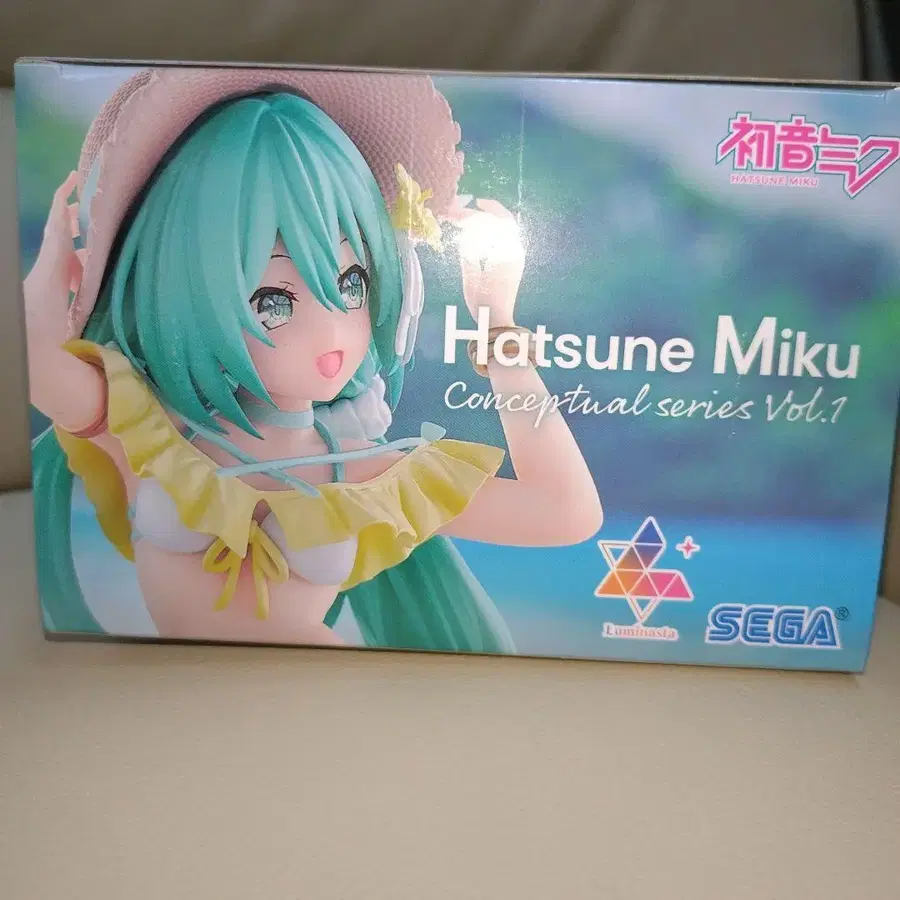 初音ミク
HATSUNE MIKU
Hatsune Miku
Conceptual series Vol.1
Luminasta
SEGA®